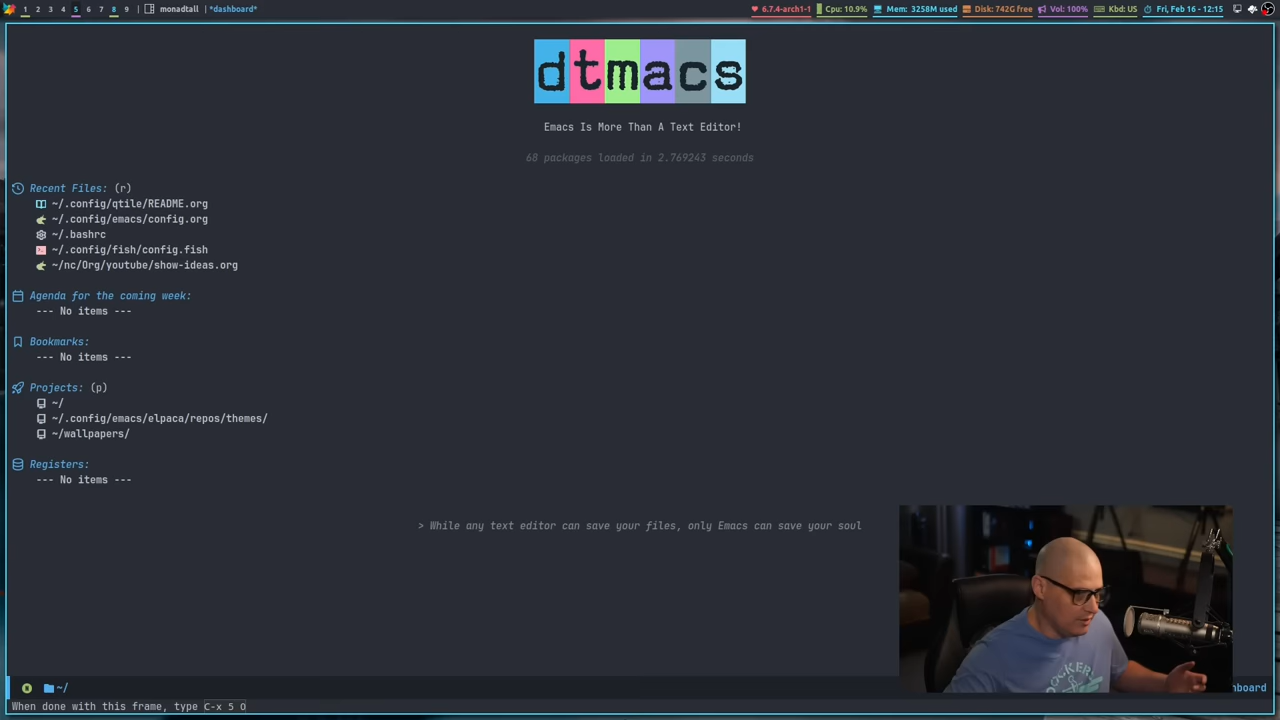 1 2 3 4 5 6 7 8 9 monadtall | *dashboard* 6.7.4-arch1-1 Cpu: 10.9% Mem: 3258M used Disk: 742G free Vol: 100% Kbd: US Fri, Feb 16 - 12:15
dtmacs
Emacs Is More Than A Text Editor!
68 packages loaded in 2.769243 seconds
Recent Files: (r)
~/.config/qtile/README.org
~/.config/emacs/config.org
~/.bashrc
~/.config/fish/config.fish
~/nc/Org/youtube/show-ideas.org
Agenda for the coming week:
--- No items ---
Bookmarks:
--- No items ---
Projects: (p)
~/
~/.config/emacs/elpaca/repos/themes/
~/wallpapers/
Registers:
--- No items ---
> While any text editor can save your files, only Emacs can save your soul
~/ hboard
When done with this frame, type C-x 5 0